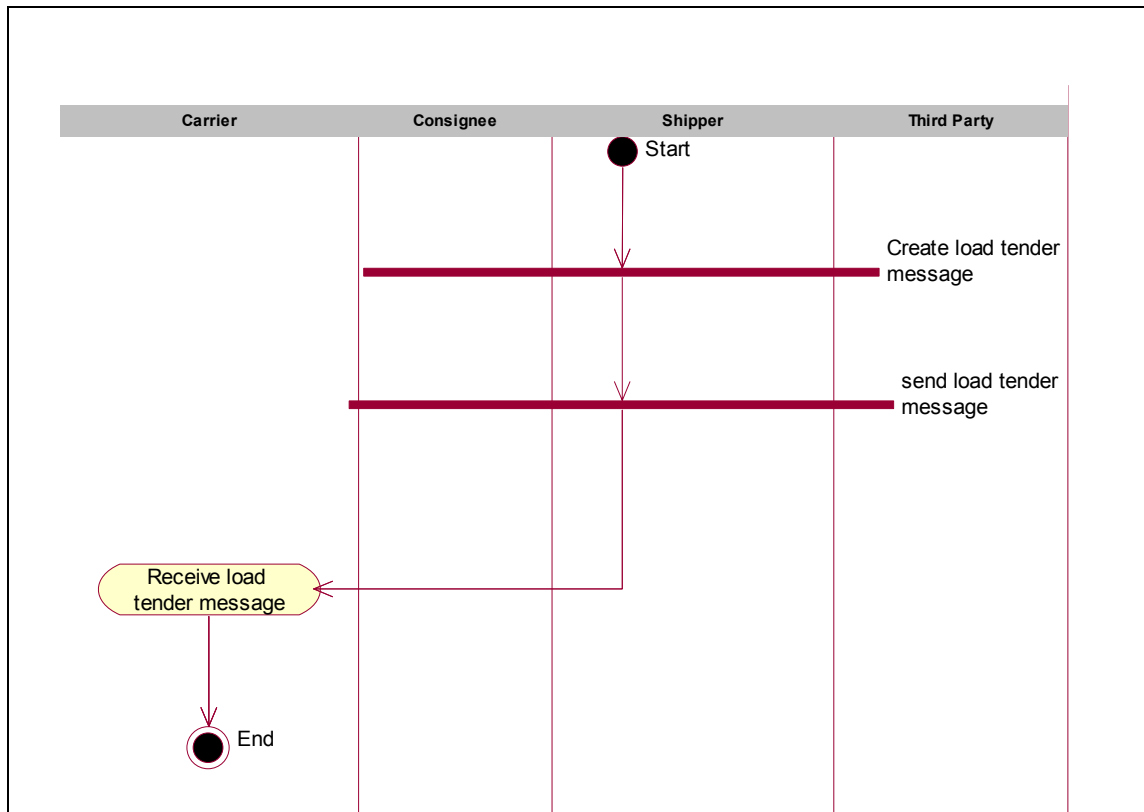 Carrier Consignee Shipper Third Party
Start
Create load tender
message
send load tender
message
Receive load
tender message
End